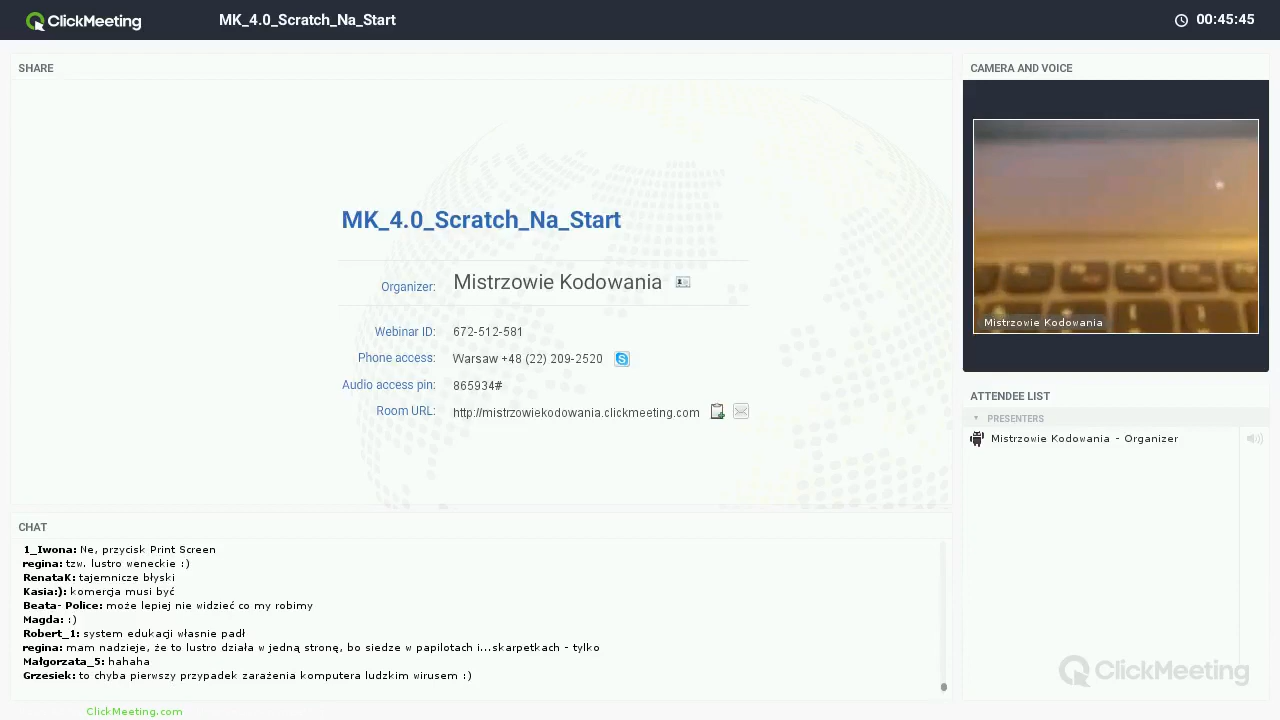 ClickMeeting
MK_4.0_Scratch_Na_Start
00:45:45
SHARE
CAMERA AND VOICE
MK_4.0_Scratch_Na_Start
Organizer: Mistrzowie Kodowania
Webinar ID: 672-512-581
Phone access: Warsaw +48 (22) 209-2520
Audio access pin: 865934#
Room URL: http://mistrzowiekodowania.clickmeeting.com
Mistrzowie Kodowania
ATTENDEE LIST
PRESENTERS
Mistrzowie Kodowania - Organizer
CHAT
1_Iwona: Ne, przycisk Print Screen
regina: tzw. lustro weneckie :)
RenataK: tajemnicze błyski
Kasia:): komercja musi być
Beata- Police: może lepiej nie widzieć co my robimy
Magda: :)
Robert_1: system edukacji własnie padł
regina: mam nadzieje, że to lustro działa w jedną stronę, bo siedze w papilotach i...skarpetkach - tylko
Małgorzata_5: hahaha
Grzesiek: to chyba pierwszy przypadek zarażenia komputera ludzkim wirusem :)
ClickMeeting
ClickMeeting.com